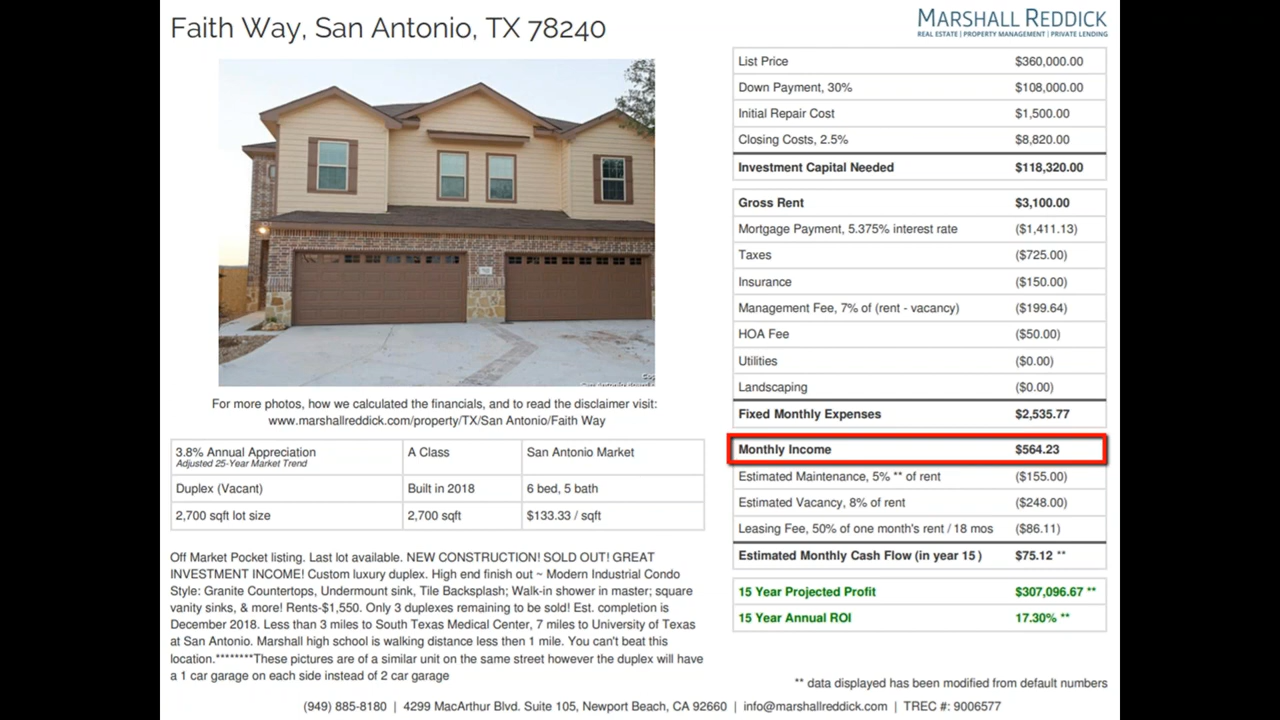 Faith Way, San Antonio, TX 78240
MARSHALL REDDICK
REAL ESTATE | PROPERTY MANAGEMENT | PRIVATE LENDING
For more photos, how we calculated the financials, and to read the disclaimer visit:
www.marshallreddick.com/property/TX/San Antonio/Faith Way
3.8% Annual Appreciation A Class San Antonio Market
Adjusted 25-Year Market Trend
Duplex (Vacant) Built in 2018 6 bed, 5 bath
2,700 sqft lot size 2,700 sqft $133.33 / sqft
Off Market Pocket listing. Last lot available. NEW CONSTRUCTION! SOLD OUT! GREAT
INVESTMENT INCOME! Custom luxury duplex. High end finish out ~ Modern Industrial Condo
Style: Granite Countertops, Undermount sink, Tile Backsplash; Walk-in shower in master; square
vanity sinks, & more! Rents-$1,550. Only 3 duplexes remaining to be sold! Est. completion is
December 2018. Less than 3 miles to South Texas Medical Center, 7 miles to University of Texas
at San Antonio. Marshall high school is walking distance less then 1 mile. You can't beat this
location.********These pictures are of a similar unit on the same street however the duplex will have
a 1 car garage on each side instead of 2 car garage
List Price $360,000.00
Down Payment, 30% $108,000.00
Initial Repair Cost $1,500.00
Closing Costs, 2.5% $8,820.00
Investment Capital Needed $118,320.00
Gross Rent $3,100.00
Mortgage Payment, 5.375% interest rate ($1,411.13)
Taxes ($725.00)
Insurance ($150.00)
Management Fee, 7% of (rent - vacancy) ($199.64)
HOA Fee ($50.00)
Utilities ($0.00)
Landscaping ($0.00)
Fixed Monthly Expenses $2,535.77
Monthly Income $564.23
Estimated Maintenance, 5% ** of rent ($155.00)
Estimated Vacancy, 8% of rent ($248.00)
Leasing Fee, 50% of one month's rent / 18 mos ($86.11)
Estimated Monthly Cash Flow (in year 15 ) $75.12 **
15 Year Projected Profit $307,096.67 **
15 Year Annual ROI 17.30% **
** data displayed has been modified from default numbers
(949) 885-8180 | 4299 MacArthur Blvd. Suite 105, Newport Beach, CA 92660 | info@marshallreddick.com | TREC #: 9006577